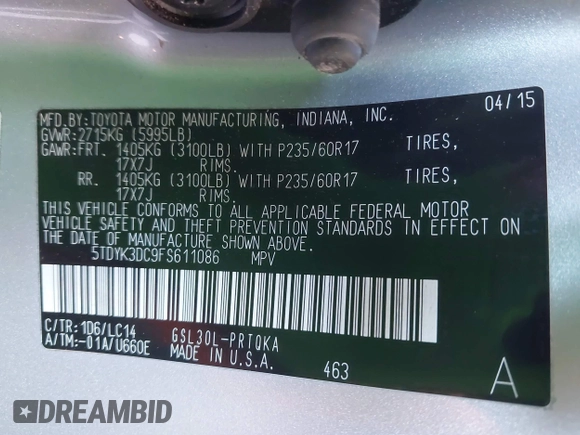 MFD.BY:TOYOTA MOTOR MANUFACTURING, INDIANA, INC. 04/15
GVWR:2715KG (5995LB)
GAWR:FRT. 1405KG (3100LB) WITH P235/60R17 TIRES,
17X7J RIMS.
RR. 1405KG (3100LB) WITH P235/60R17 TIRES,
17X7J RIMS.
THIS VEHICLE CONFORMS TO ALL APPLICABLE FEDERAL MOTOR
VEHICLE SAFETY AND THEFT PREVENTION STANDARDS IN EFFECT ON
THE DATE OF MANUFACTURE SHOWN ABOVE.
5TDYK3DC9FS611086 MPV
C/TR:1D6/LC14 GSL30L-PRTQKA
A/TM:-01A/U660E MADE IN U.S.A.
463 A
DREAMBID